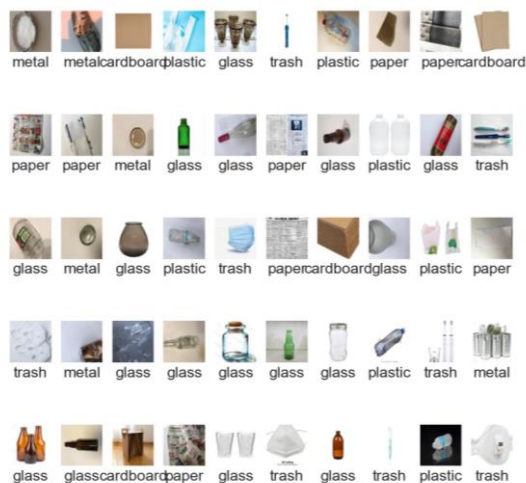 metal metalcardboardplastic glass trash plastic paper papercardboard
paper paper metal glass glass paper glass plastic glass trash
glass metal glass plastic trash papercardboardglass plastic paper
trash metal glass glass glass glass glass plastic trash metal
glass glasscardboardpaper glass trash glass trash plastic trash